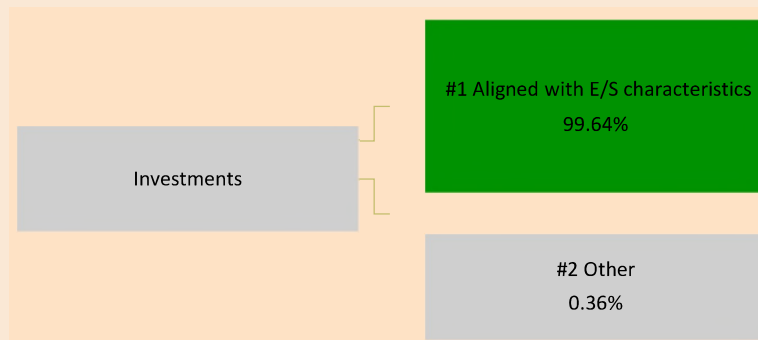 #1 Aligned with E/S characteristics
99.64%
Investments
#2 Other
0.36%